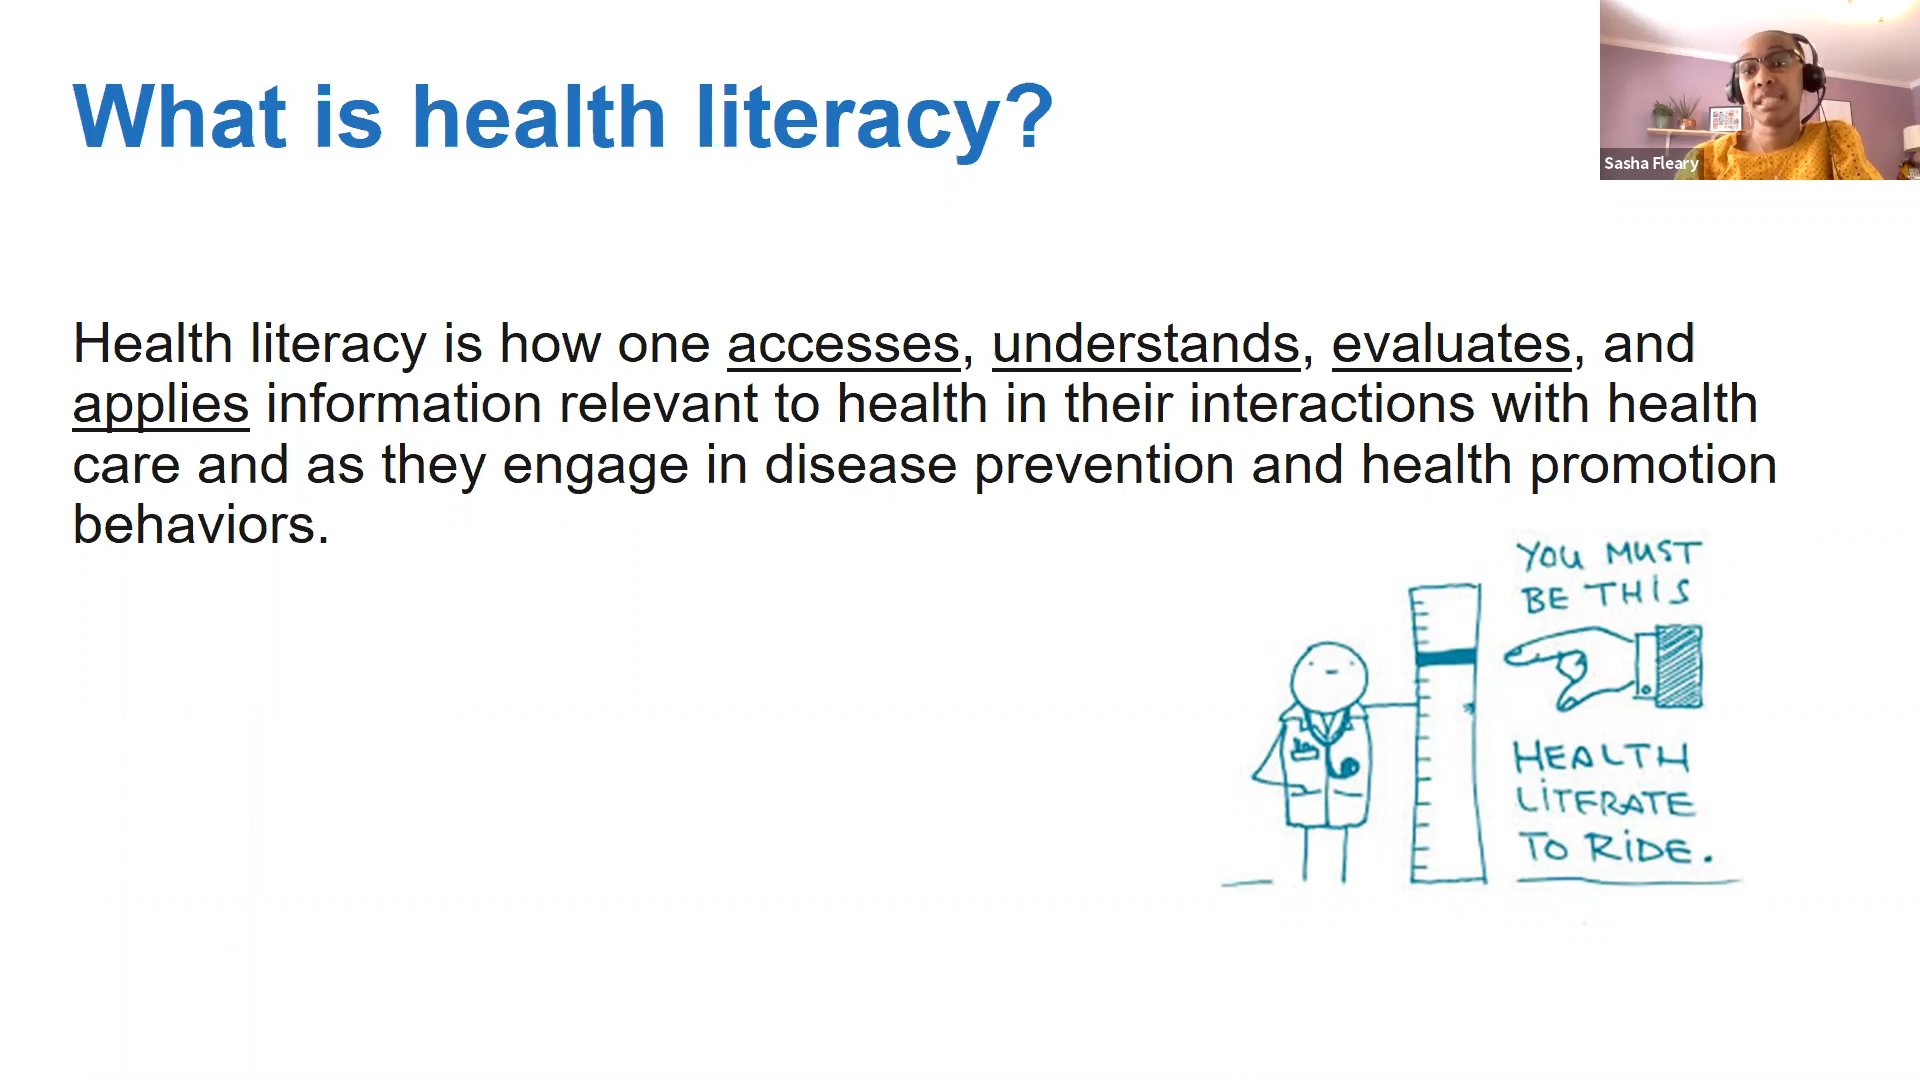 What is health literacy?
Sasha Fleary
Health literacy is how one accesses, understands, evaluates, and
applies information relevant to health in their interactions with health
care and as they engage in disease prevention and health promotion
behaviors.
YOU MUST
BE THIS
HEALTH
LITERATE
TO RIDE.